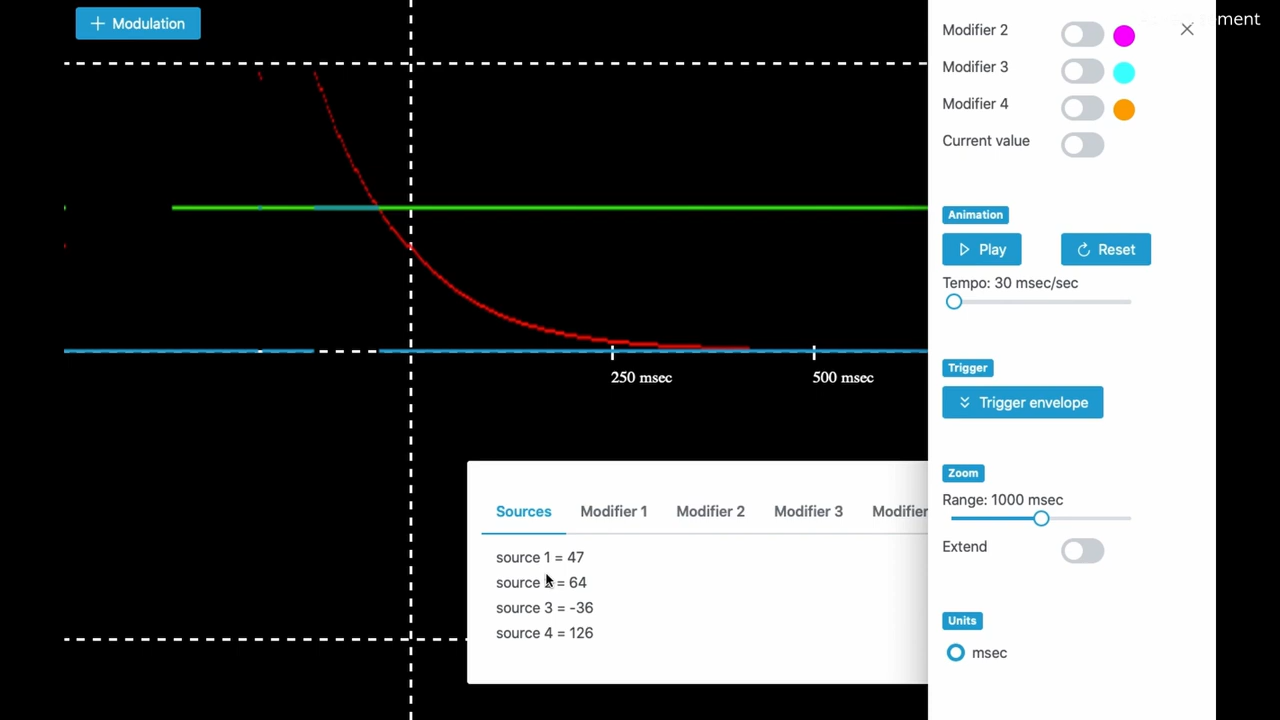 Modulation
Modifier 2
Modifier 3
Modifier 4
Current value
Animation
Play
Reset
Tempo: 30 msec/sec
Trigger
Trigger envelope
250 msec
500 msec
Zoom
Range: 1000 msec
Extend
Units
msec
Sources
Modifier 1
Modifier 2
Modifier 3
Modifier
source 1 = 47
source = 64
source 3 = -36
source 4 = 126